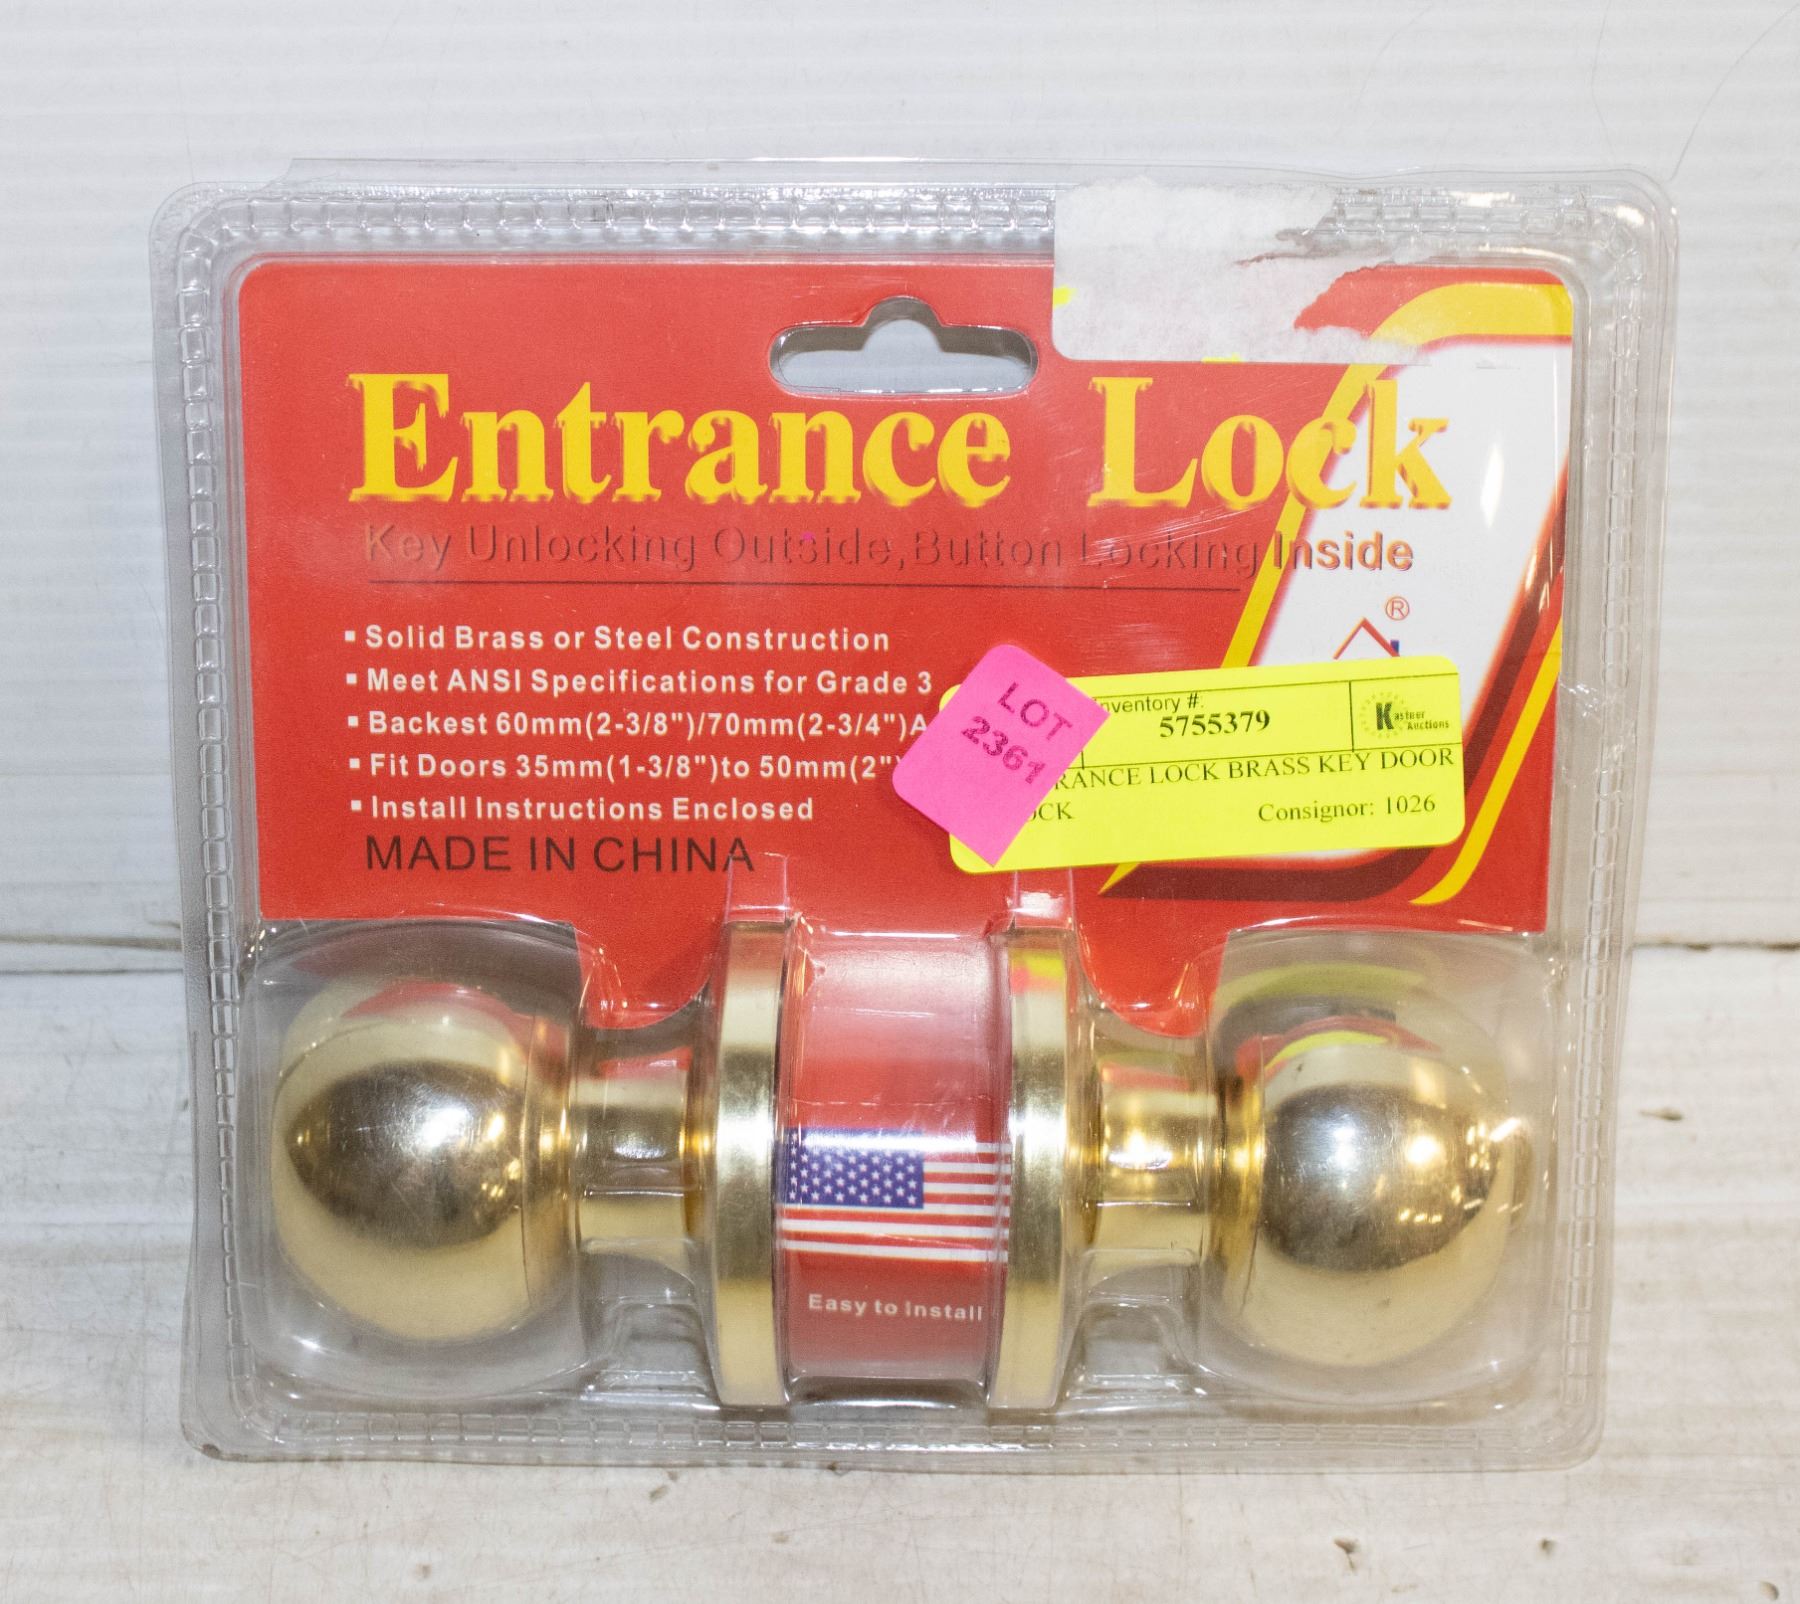 Entrance Lock
Key Unlocking Outside,Button Locking Inside
®
▪ Solid Brass or Steel Construction
▪ Meet ANSI Specifications for Grade 3
▪ Backest 60mm(2-3/8")/70mm(2-3/4")A
▪ Fit Doors 35mm(1-3/8")to 50mm(2")
▪ Install Instructions Enclosed
MADE IN CHINA
LOT
2361
Inventory #:
5755379
Kasteer
Auctions
RANCE LOCK BRASS KEY DOOR
OCK Consignor: 1026
Easy to Install